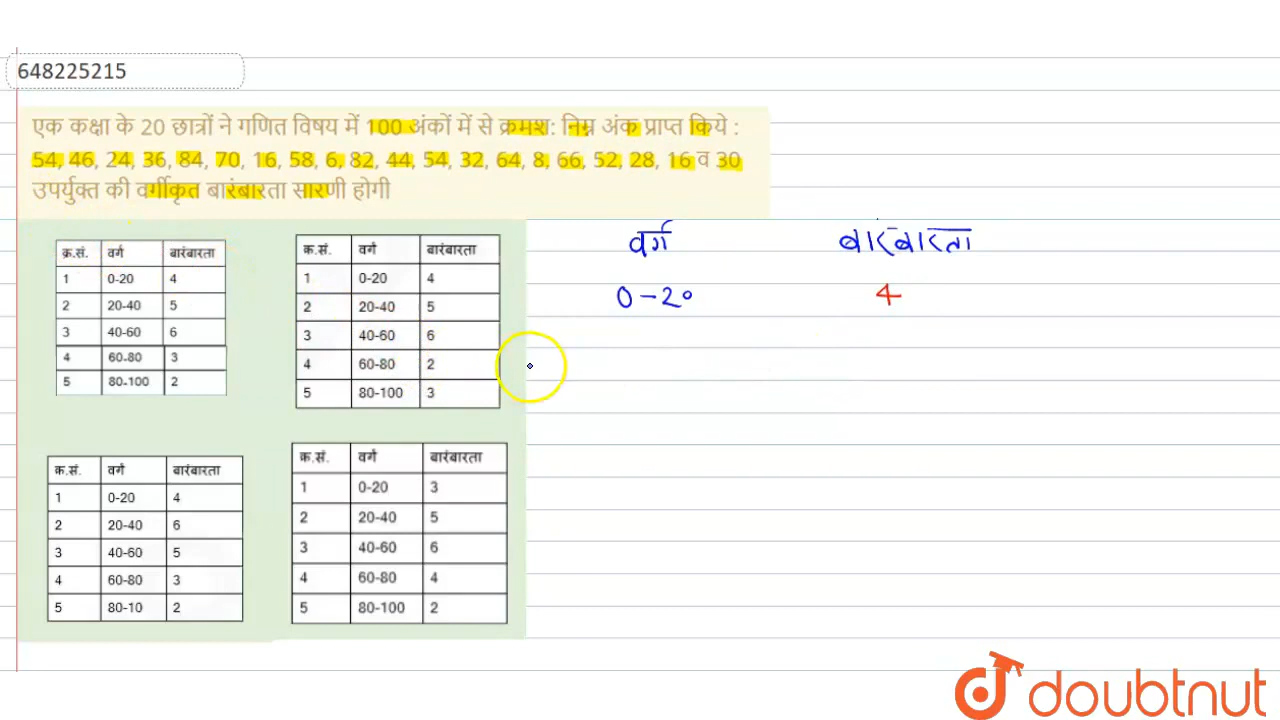 648225215
एक कक्षा के 20 छात्रों ने गणित विषय में 100 अंकों में से क्रमश: निम्न अंक प्राप्त किये :
54, 46, 24, 36, 84, 70, 16, 58, 6, 82, 44, 54, 32, 64, 8, 66, 52, 28, 16 व 30
उपर्युक्त की वर्गीकृत बारंबारता सारणी होगी
क्र.सं. वर्ग बारंबारता
1 0-20 4
2 20-40 5
3 40-60 6
4 60-80 3
5 80-100 2
क.सं. वर्ग बारंबारता
1 0-20 4
2 20-40 5
3 40-60 6
4 60-80 2
5 80-100 3
क.सं. वर्ग बारंबारता
1 0-20 4
2 20-40 6
3 40-60 5
4 60-80 3
5 80-10 2
क.सं. वर्ग बारंबारता
1 0-20 3
2 20-40 5
3 40-60 6
4 60-80 4
5 80-100 2
वर्ग बारंबारता
0-20 4
doubtnut